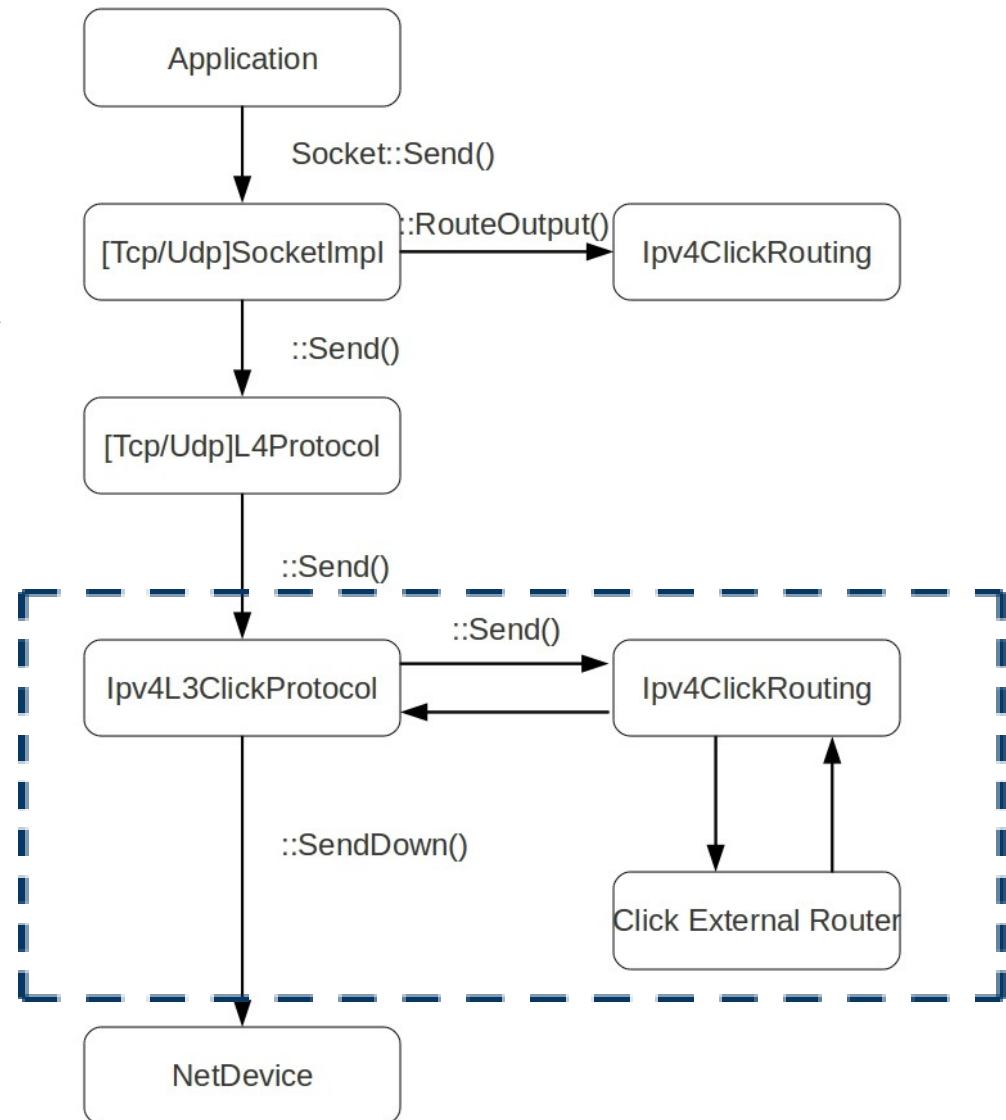 Application
Socket::Send()
[Tcp/Udp]SocketImpl
::RouteOutput()
Ipv4ClickRouting
::Send()
[Tcp/Udp]L4Protocol
::Send()
::Send()
Ipv4L3ClickProtocol
Ipv4ClickRouting
::SendDown()
Click External Router
NetDevice